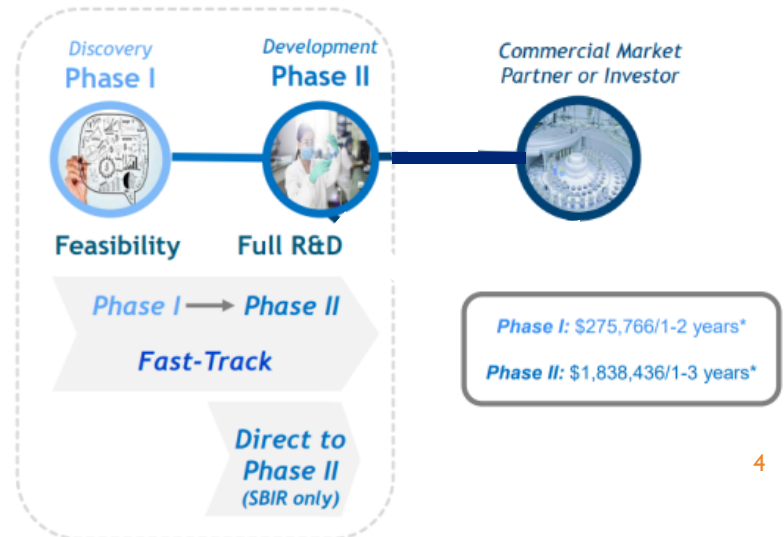 Discovery
Phase I
Development
Phase II
Commercial Market
Partner or Investor
Feasibility
Full R&D
Phase I → Phase II
Fast-Track
Direct to
Phase II
(SBIR only)
Phase I: $275,766/1-2 years*
Phase II: $1,838,436/1-3 years*
4